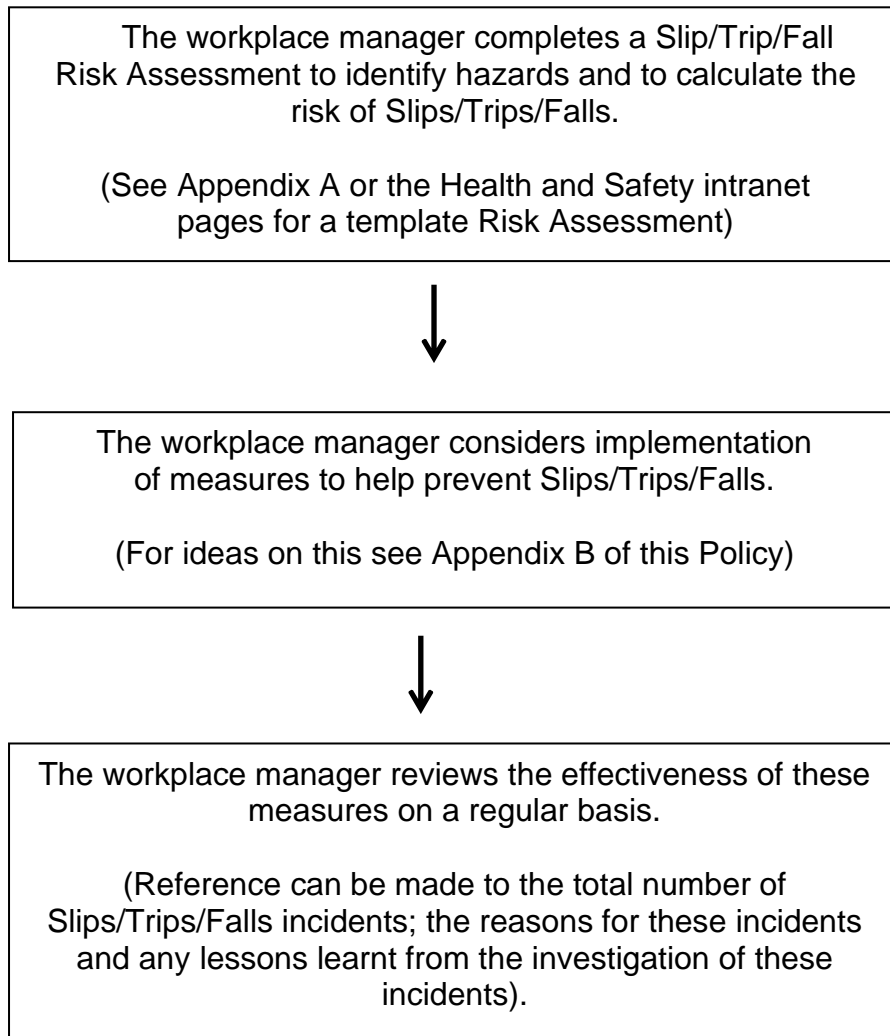 The workplace manager completes a Slip/Trip/Fall
Risk Assessment to identify hazards and to calculate the
risk of Slips/Trips/Falls.
(See Appendix A or the Health and Safety intranet
pages for a template Risk Assessment)
The workplace manager considers implementation
of measures to help prevent Slips/Trips/Falls.
(For ideas on this see Appendix B of this Policy)
The workplace manager reviews the effectiveness of these
measures on a regular basis.
(Reference can be made to the total number of
Slips/Trips/Falls incidents; the reasons for these incidents
and any lessons learnt from the investigation of these
incidents).